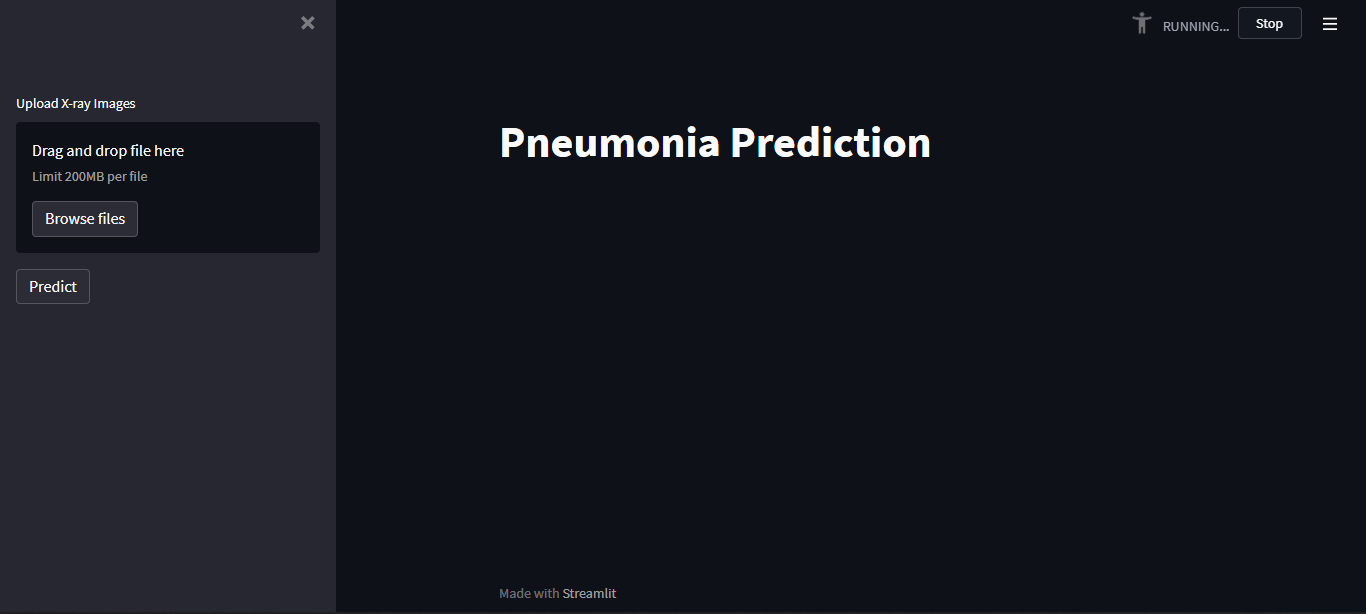 RUNNING...
Stop
Upload X-ray Images
Drag and drop file here
Limit 200MB per file
Browse files
Predict
Pneumonia Prediction
Made with Streamlit